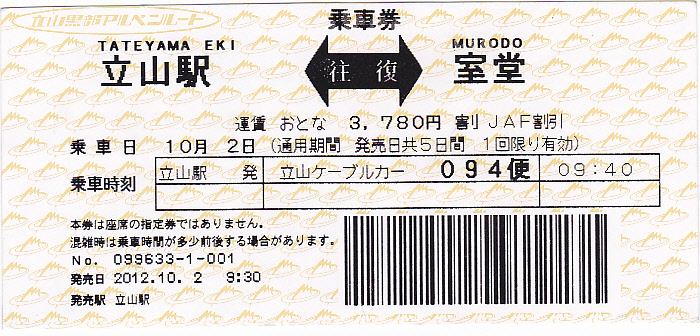 立山黒部アルペンルート
乗車券
TATEYAMA EKI
MURODO
立山駅
往復
室堂
運賃 おとな 3,780円 割引 JAF割引
乗車日 10月 2日 (通用期間 発売日共5日間 1回限り有効)
乗車時刻
立山駅 発
立山ケーブルカー 094便
09:40
本券は座席の指定券ではありません。
混雑時は乗車時間が多少前後する場合があります。
No. 099633-1-001
発売日 2012.10. 2 9:30
発売駅 立山駅